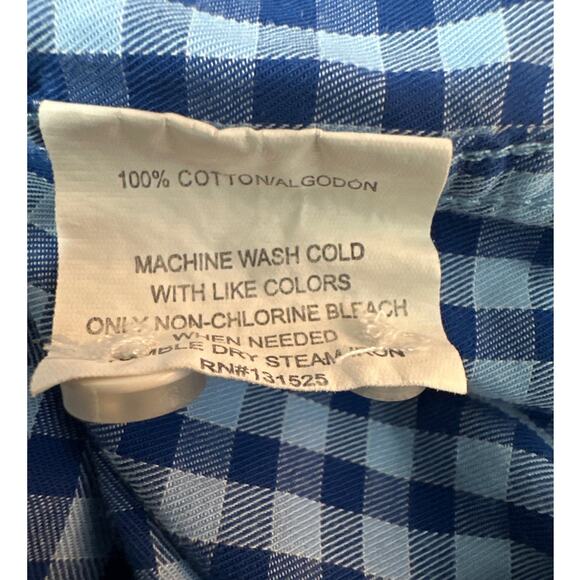 100% COTTON/ALGODÓN
MACHINE WASH COLD
WITH LIKE COLORS
ONLY NON-CHLORINE BLEACH
WHEN NEEDED
MBLE DRY STEAM IRON
RN#131525